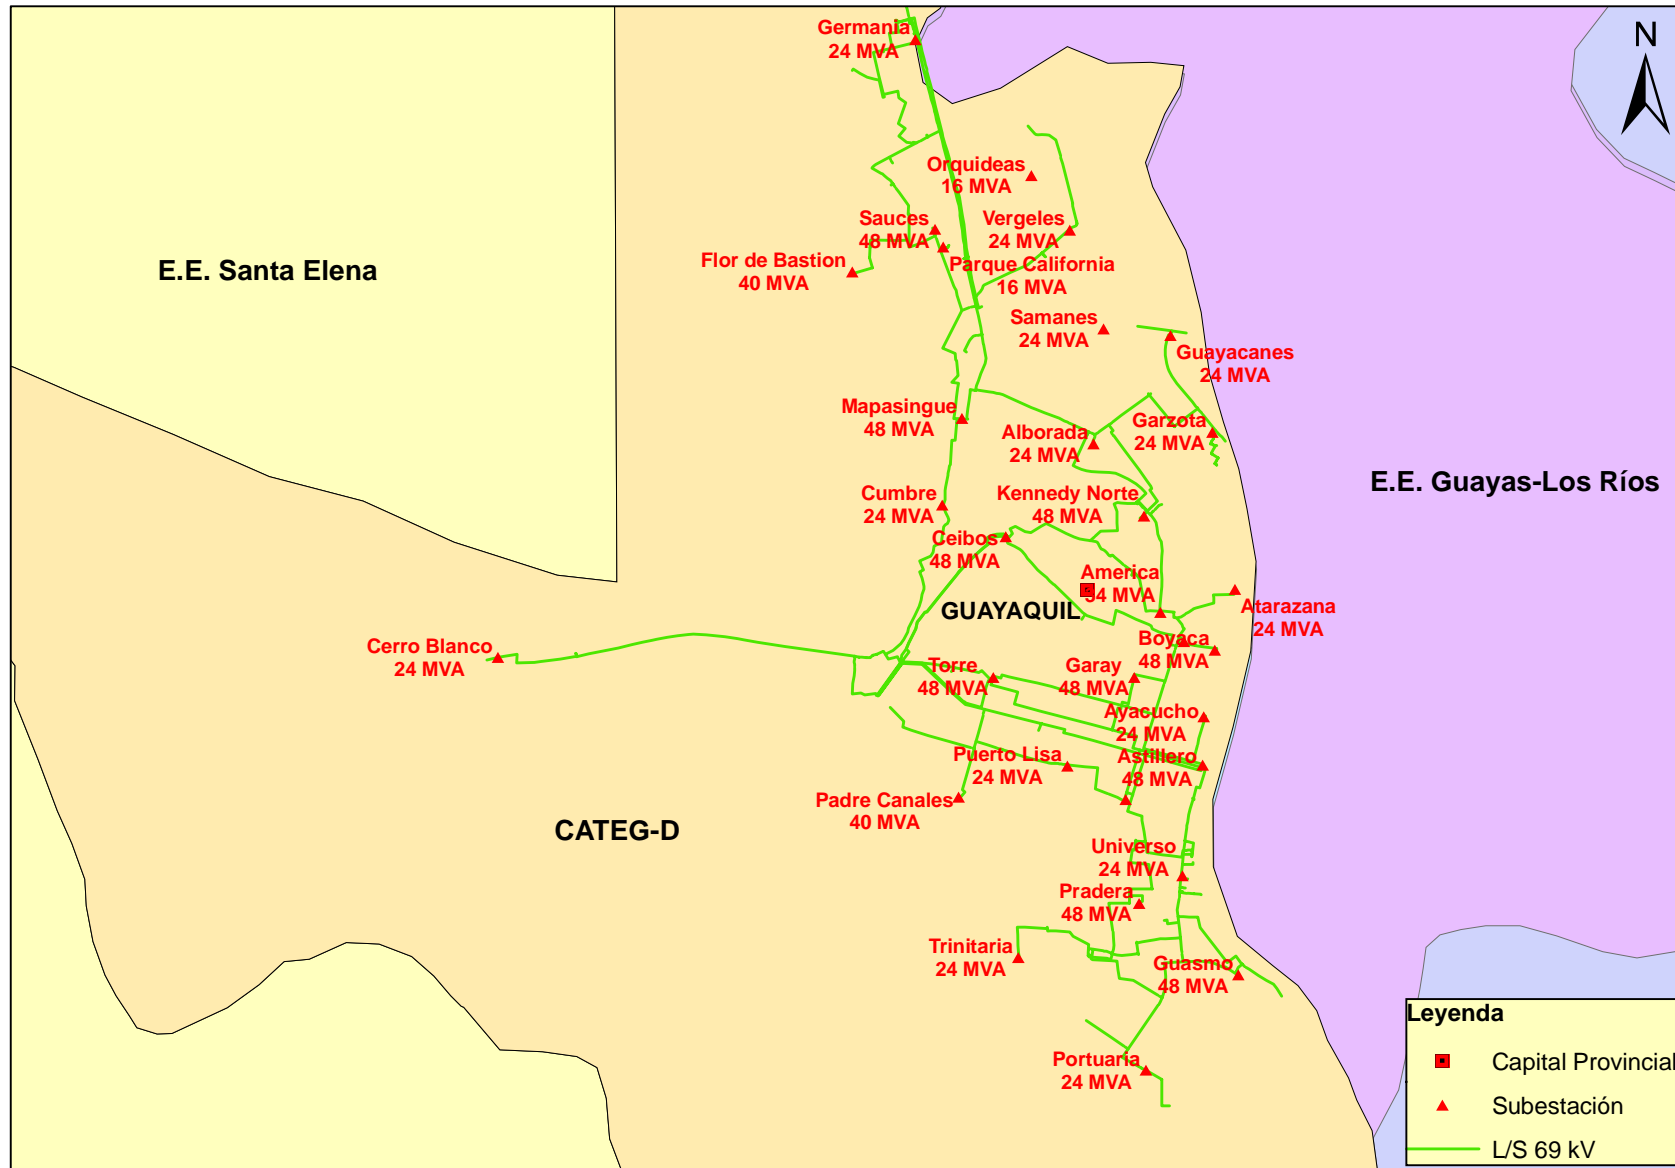 Germania
24 MVA
N
Orquideas
16 MVA
Sauces
48 MVA
Vergeles
24 MVA
Flor de Bastion
40 MVA
Parque California
16 MVA
E.E. Santa Elena
Samanes
24 MVA
Guayacanes
24 MVA
Mapasingue
48 MVA
Alborada
24 MVA
Garzota
24 MVA
E.E. Guayas-Los Ríos
Cumbre
24 MVA
Kennedy Norte
48 MVA
Ceibos
48 MVA
America
34 MVA
GUAYAQUIL
Atarazana
24 MVA
Cerro Blanco
24 MVA
Boyaca
48 MVA
Torre
48 MVA
Garay
48 MVA
Ayacucho
24 MVA
Puerto Lisa
24 MVA
Astillero
48 MVA
Padre Canales
40 MVA
CATEG-D
Universo
24 MVA
Pradera
48 MVA
Trinitaria
24 MVA
Guasmo
48 MVA
Portuaria
24 MVA
Leyenda
Capital Provincial
Subestación
L/S 69 kV